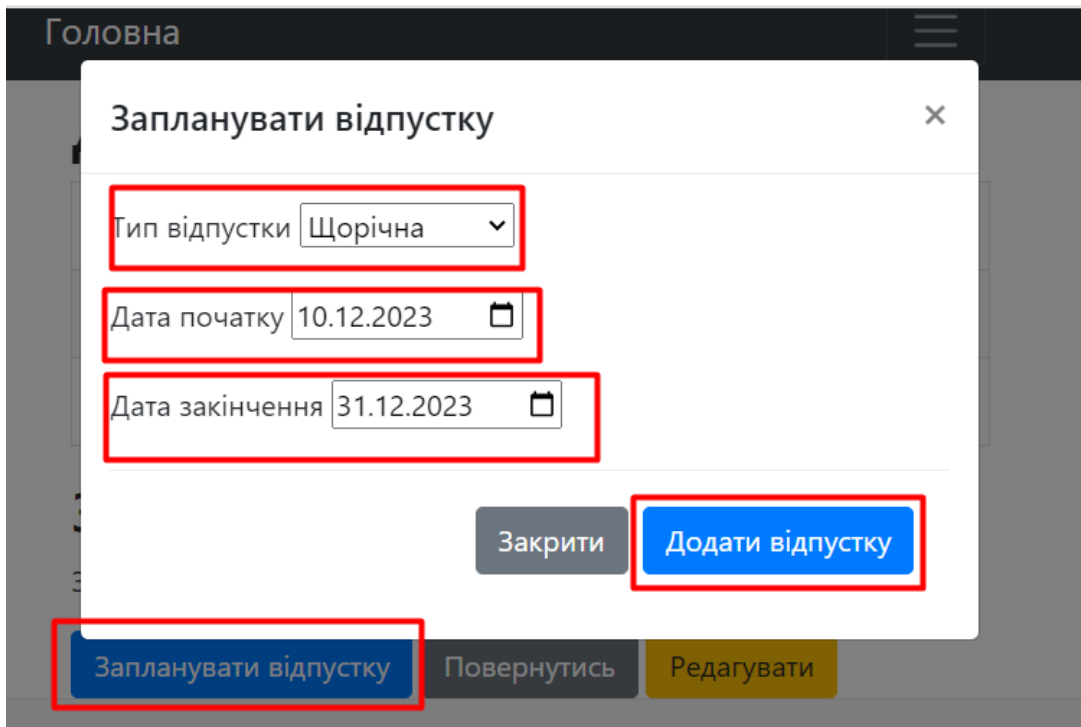 Головна
Запланувати відпустку ×
Тип відпустки Щорічна
Дата початку 10.12.2023
Дата закінчення 31.12.2023
Закрити Додати відпустку
Запланувати відпустку Повернутись Редагувати